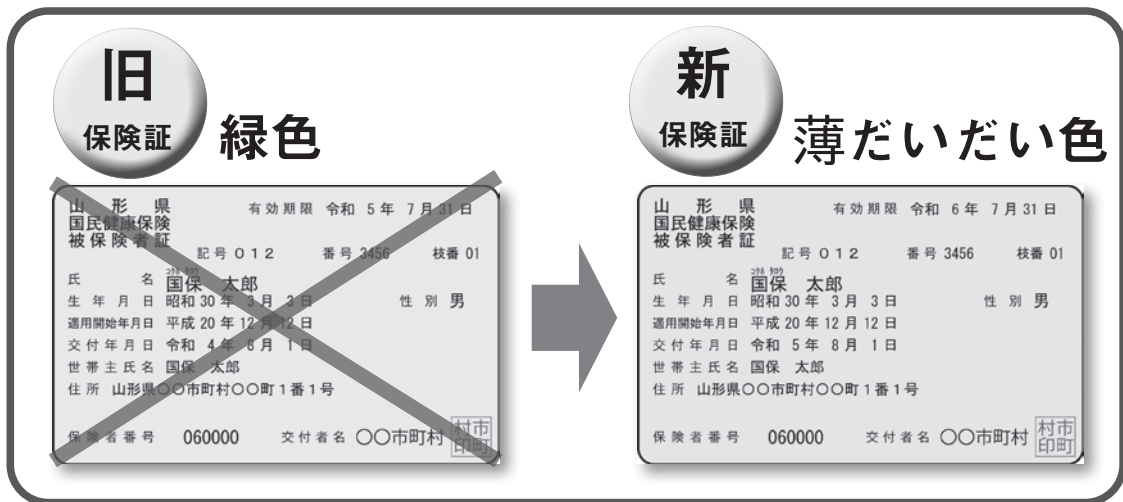 旧
保険証
緑色
山形県
国民健康保険
被保険者証
有効期限 令和 5年 7月31日
記号 012 番号 3456 枝番 01
コクホ タロウ
氏名 国保 太郎
生年月日 昭和30年 3月 3日 性別 男
適用開始年月日 平成20年12月12日
交付年月日 令和 4年 8月 1日
世帯主氏名 国保 太郎
住所 山形県〇〇市町村〇〇町1番1号
保険者番号 060000 交付者名 〇〇市町村
村市
印町
新
保険証
薄だいだい色
山形県
国民健康保険
被保険者証
有効期限 令和 6年 7月31日
記号 012 番号 3456 枝番 01
コクホ タロウ
氏名 国保 太郎
生年月日 昭和30年 3月 3日 性別 男
適用開始年月日 平成20年12月12日
交付年月日 令和 5年 8月 1日
世帯主氏名 国保 太郎
住所 山形県〇〇市町村〇〇町1番1号
保険者番号 060000 交付者名 〇〇市町村
村市
印町